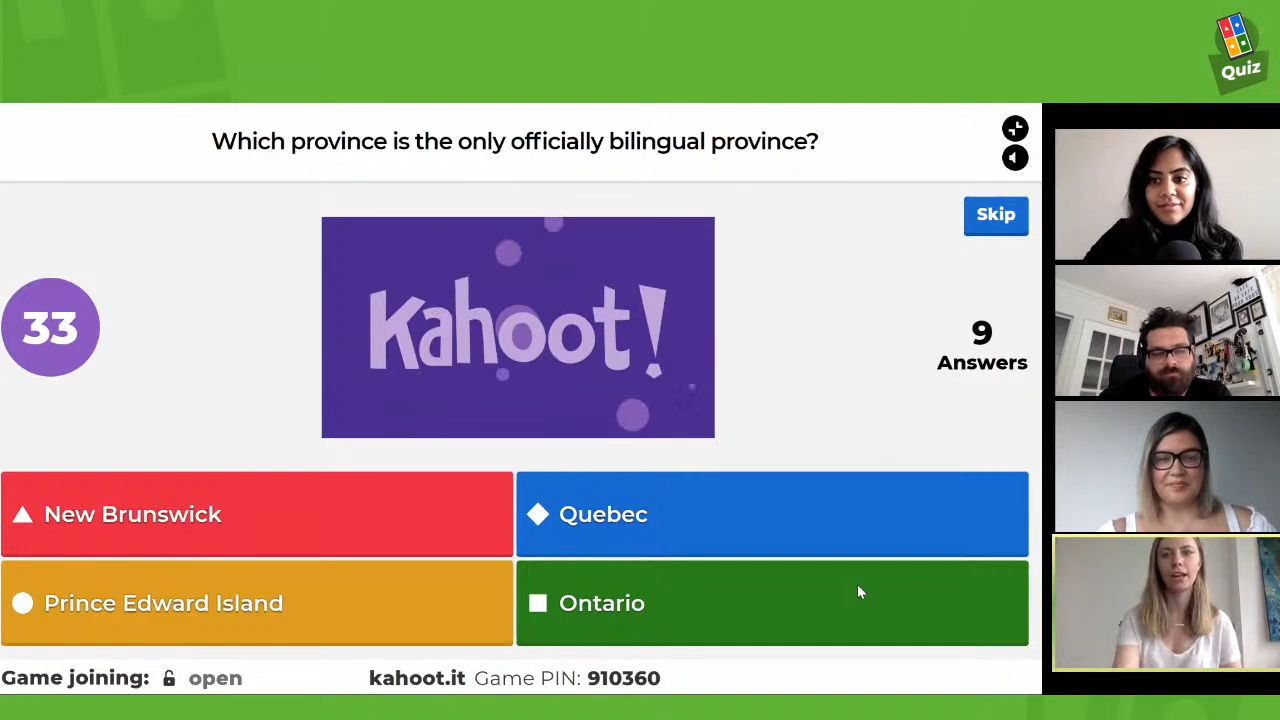 Quiz
Which province is the only officially bilingual province?
Skip
Kahoot!
33
9
Answers
New Brunswick
Quebec
Prince Edward Island
Ontario
Game joining: open
kahoot.it Game PIN: 910360